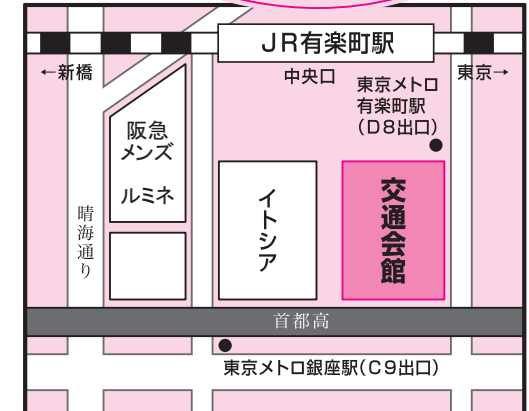 JR有楽町駅
←新橋
中央口
東京→
東京メトロ
有楽町駅
(D8出口)
阪急
メンズ
ルミネ
晴海通り
イトシア
交通会館
首都高
東京メトロ銀座駅(C9出口)